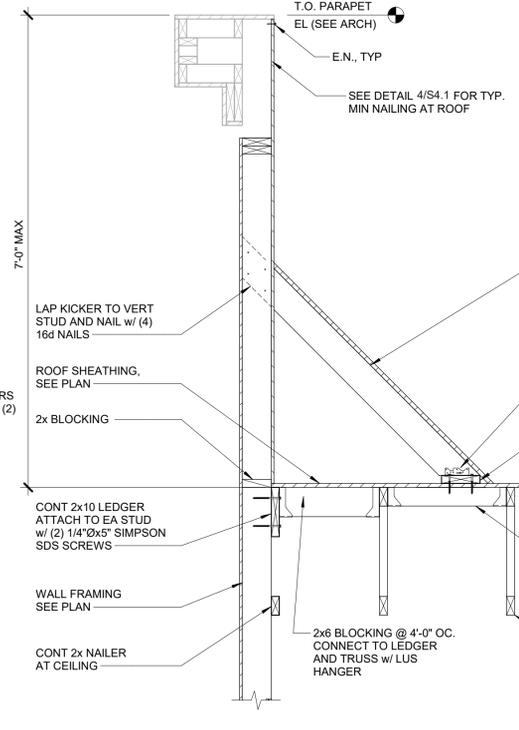 T.O. PARAPET
EL (SEE ARCH)
E.N., TYP
SEE DETAIL 4/S4.1 FOR TYP.
MIN NAILING AT ROOF
7'-0" MAX
LAP KICKER TO VERT
STUD AND NAIL w/ (4)
16d NAILS
ROOF SHEATHING,
SEE PLAN
RS
(2)
2x BLOCKING
CONT 2x10 LEDGER
ATTACH TO EA STUD
w/ (2) 1/4"Øx5" SIMPSON
SDS SCREWS
WALL FRAMING
SEE PLAN
CONT 2x NAILER
AT CEILING
2x6 BLOCKING @ 4'-0" OC.
CONNECT TO LEDGER
AND TRUSS w/ LUS
HANGER